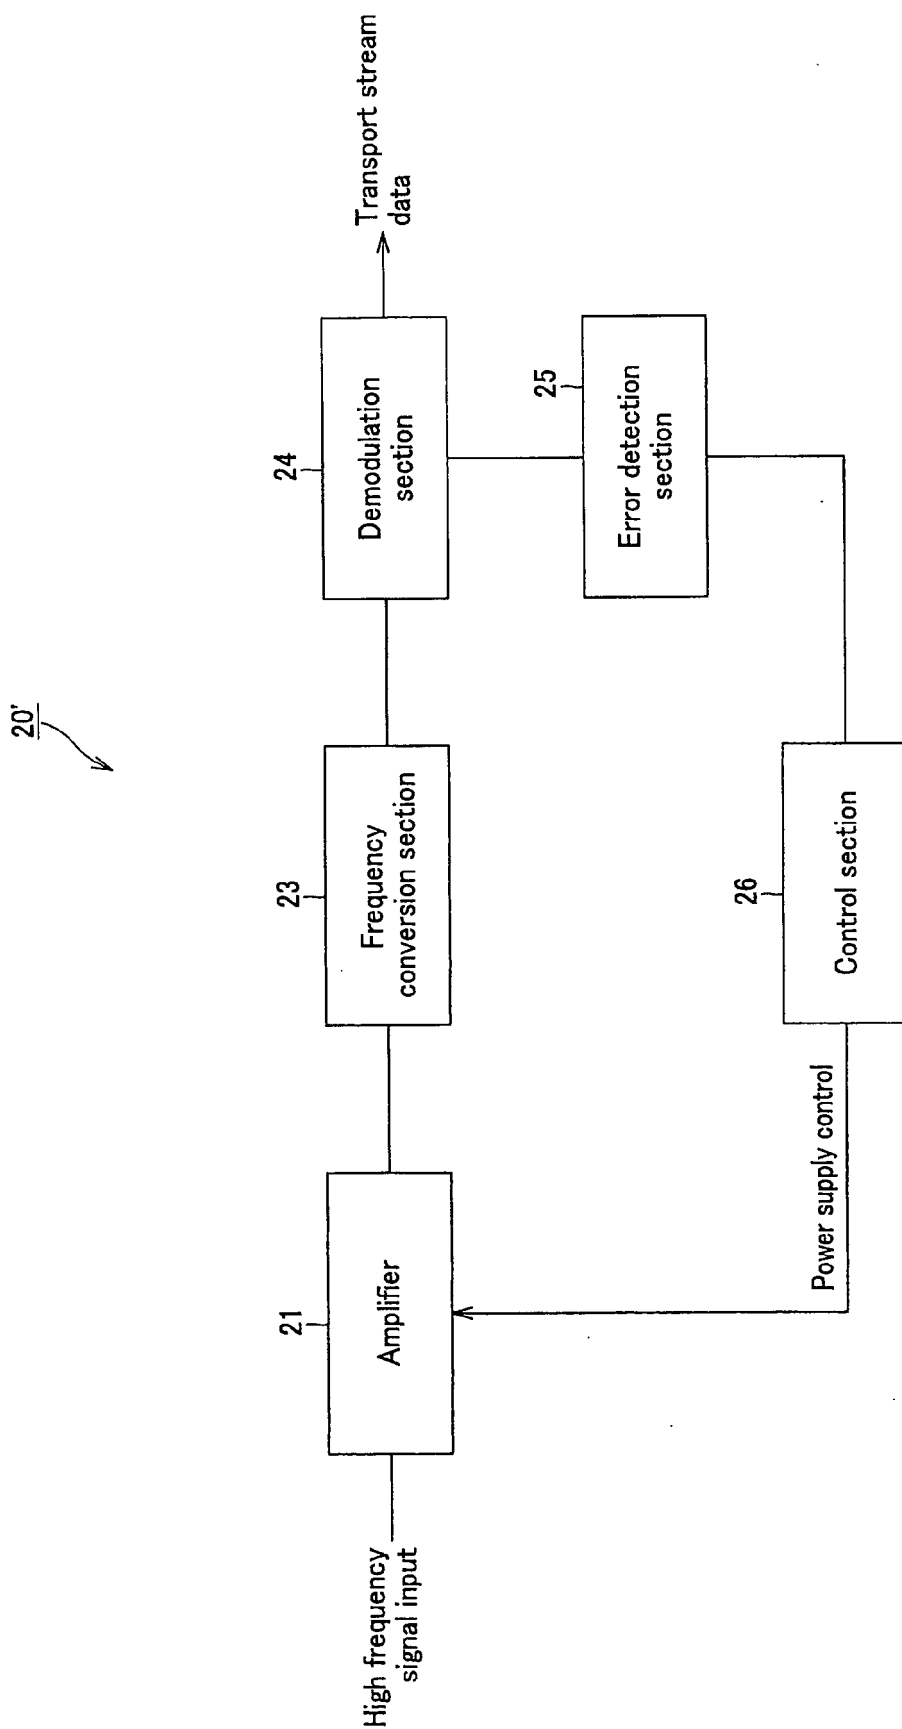 20'
High frequency
signal input
21
Amplifier
23
Frequency
conversion section
24
Demodulation
section
Transport stream
data
25
Error detection
section
26
Control section
Power supply control